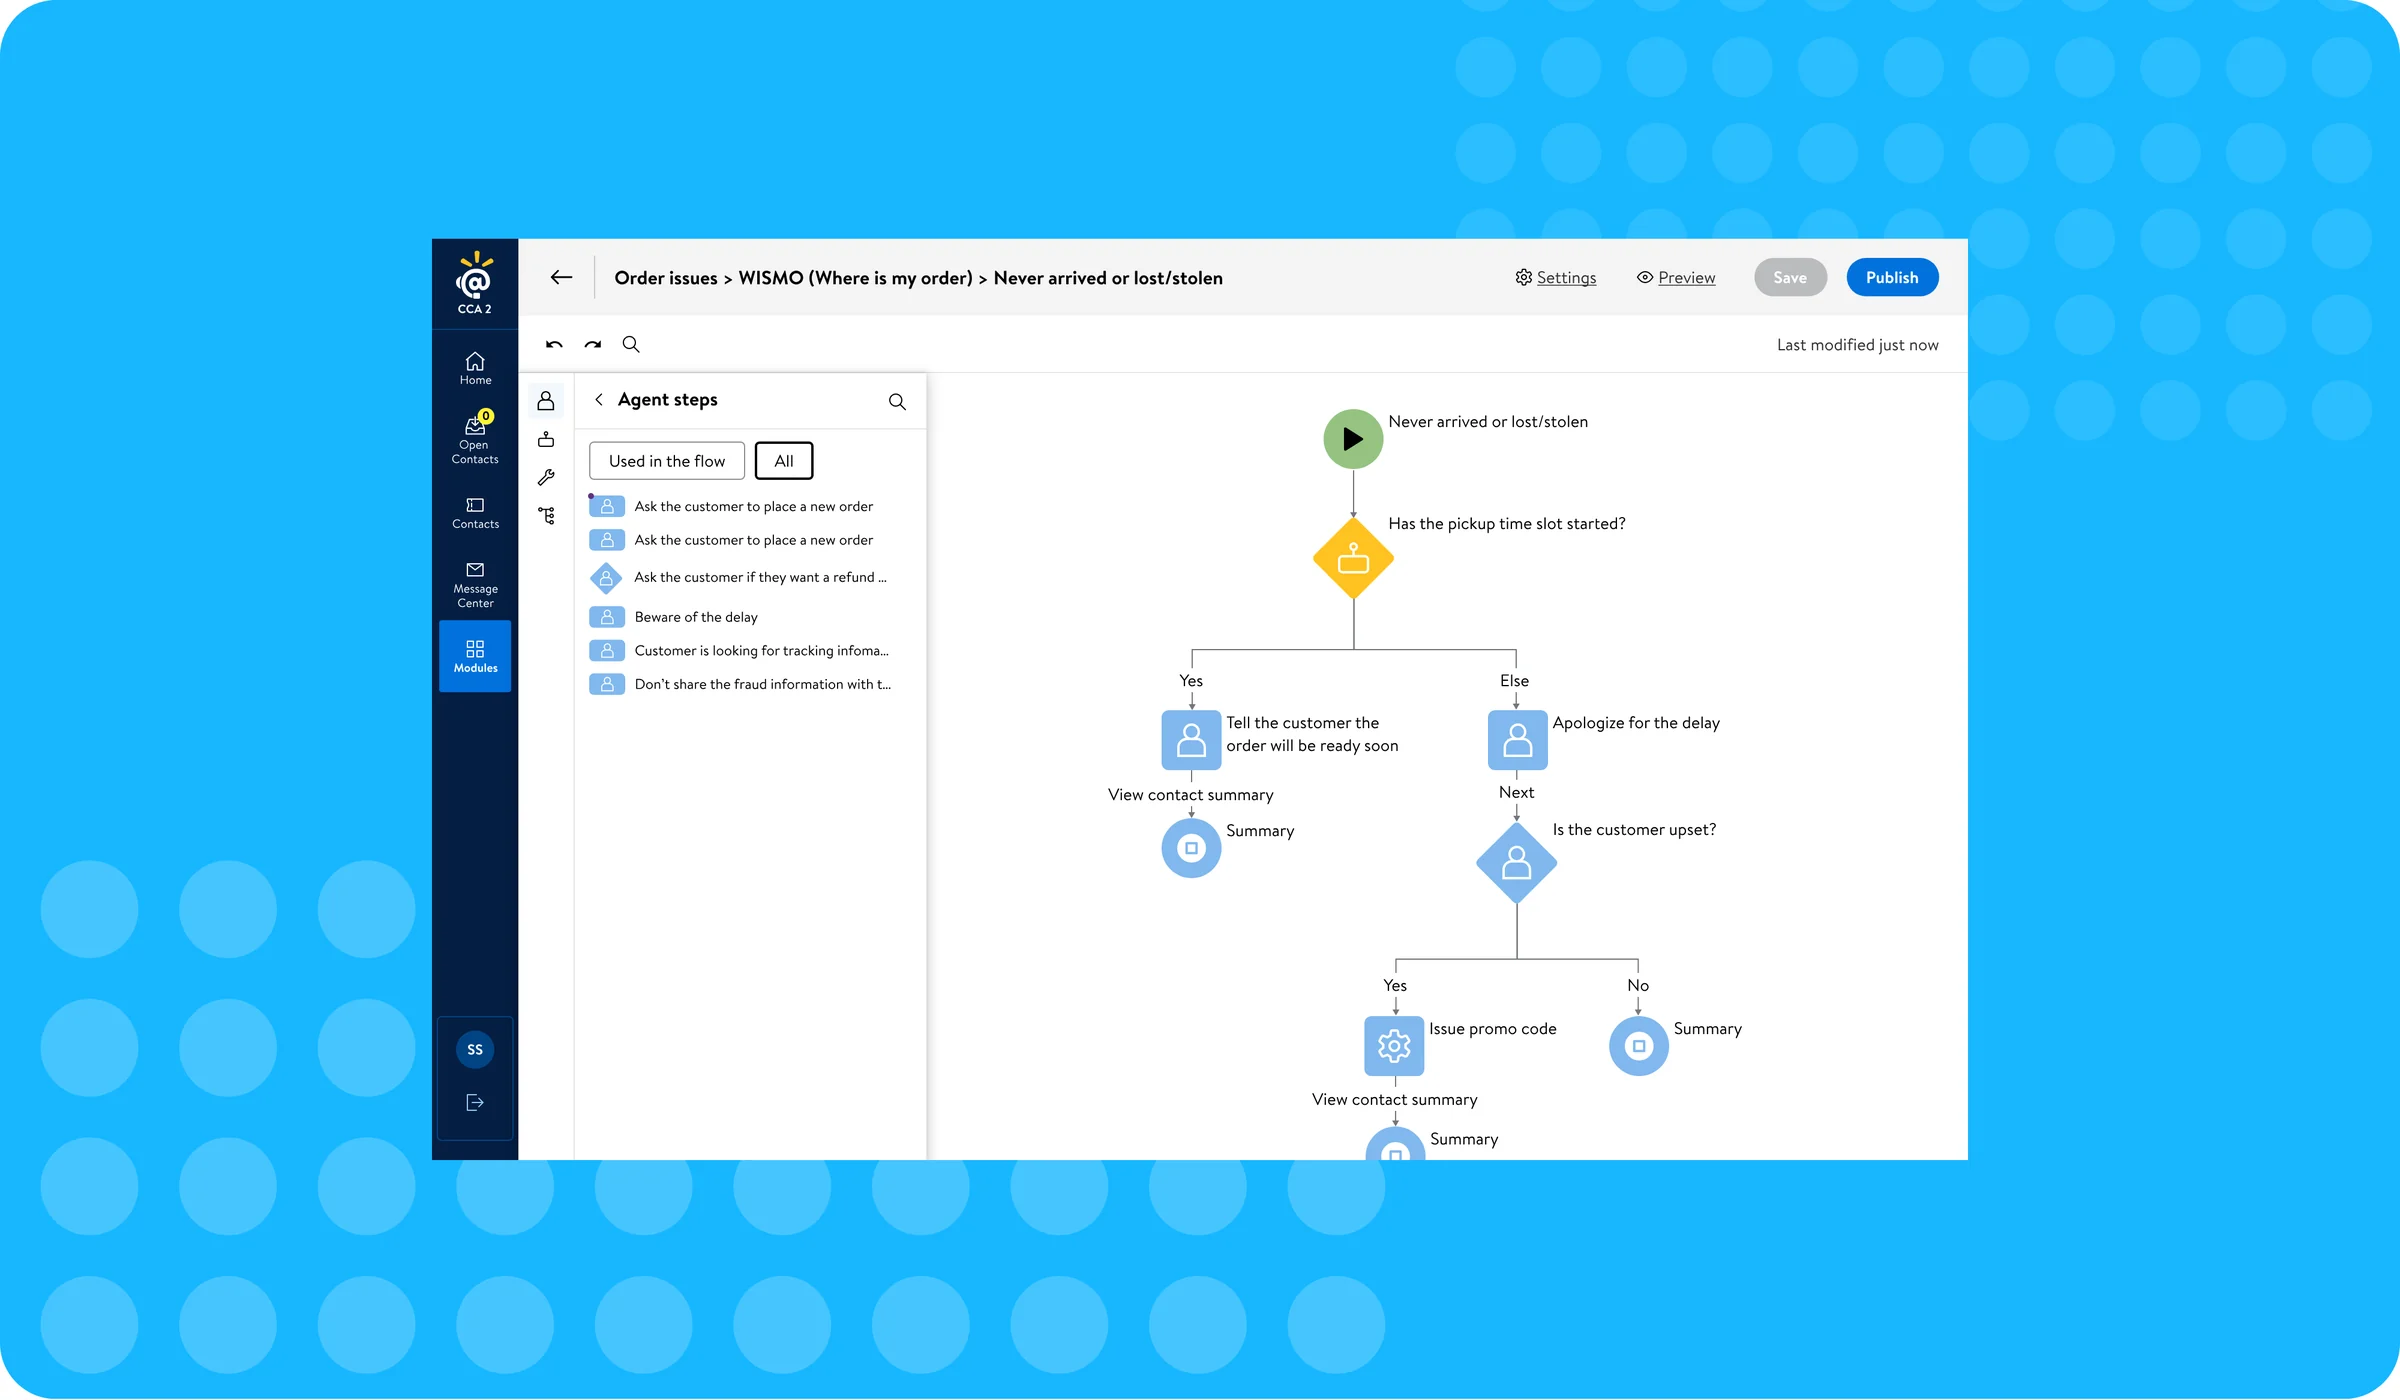 CCA 2
Home
0
Open
Contacts
Contacts
Message
Center
Modules
SS
Order issues > WISMO (Where is my order) > Never arrived or lost/stolen
Settings
Preview
Save
Publish
Last modified just now
Agent steps
Used in the flow
All
Ask the customer to place a new order
Ask the customer to place a new order
Ask the customer if they want a refund ...
Beware of the delay
Customer is looking for tracking infoma...
Don't share the fraud information with t...
Never arrived or lost/stolen
Has the pickup time slot started?
Yes
Else
Tell the customer the
order will be ready soon
Apologize for the delay
View contact summary
Next
Summary
Is the customer upset?
Yes
No
Issue promo code
Summary
View contact summary
Summary